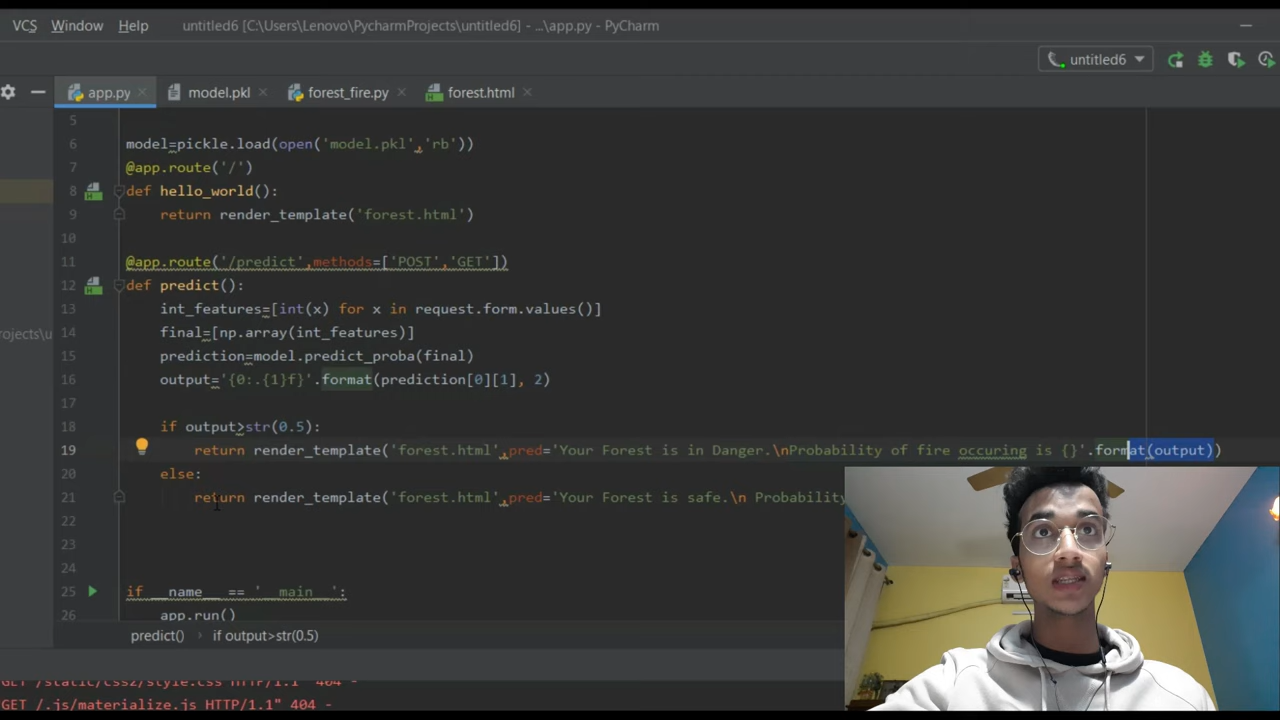 VCS Window Help untitled6 [C:\Users\Lenovo\PycharmProjects\untitled6] - ...\app.py - PyCharm
untitled6
app.py model.pkl forest_fire.py forest.html
5
6 model=pickle.load(open('model.pkl','rb'))
7 @app.route('/')
8 def hello_world():
9 return render_template('forest.html')
10
11 @app.route('/predict',methods=['POST','GET'])
12 def predict():
13 int_features=[int(x) for x in request.form.values()]
rojects\u 14 final=[np.array(int_features)]
15 prediction=model.predict_proba(final)
16 output='{0:.{1}f}'.format(prediction[0][1], 2)
17
18 if output>str(0.5):
19 return render_template('forest.html',pred='Your Forest is in Danger.\nProbability of fire occuring is {}'.format(output))
20 else:
21 return render_template('forest.html',pred='Your Forest is safe.\n Probability
22
23
24
25 if __name__ == '__main__':
26 app.run()
predict() › if output>str(0.5)
GET /static/css2/style.css HTTP/1.1" 404 -
GET /.js/materialize.js HTTP/1.1" 404 -